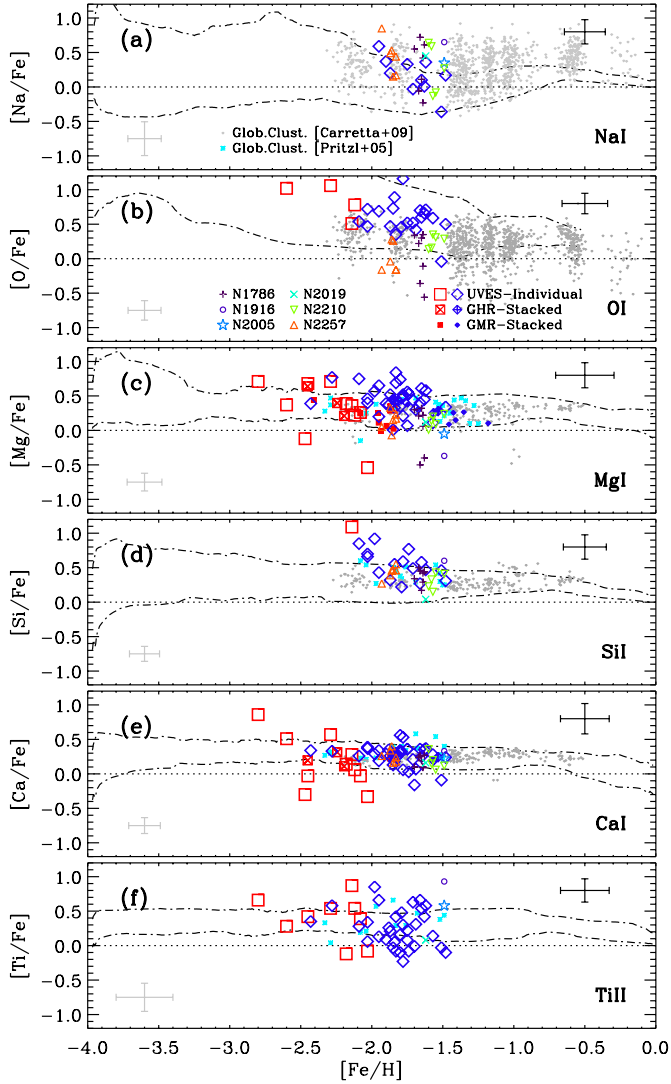 [Na/Fe]
1.0
0.5
0.0
−0.5
−1.0
(a)
Glob.Clust. [Carretta+09]
Glob.Clust. [Pritzl+05]
NaI
[O/Fe]
1.0
0.5
0.0
−0.5
−1.0
(b)
N1786 N2019 UVES−Individual
N1916 N2210 GHR−Stacked
N2005 N2257 GMR−Stacked
OI
[Mg/Fe]
1.0
0.5
0.0
−0.5
−1.0
(c)
MgI
[Si/Fe]
1.0
0.5
0.0
−0.5
−1.0
(d)
SiI
[Ca/Fe]
1.0
0.5
0.0
−0.5
−1.0
(e)
CaI
[Ti/Fe]
1.0
0.5
0.0
−0.5
−1.0
(f)
TiII
−4.0 −3.5 −3.0 −2.5 −2.0 −1.5 −1.0 −0.5 0.0
[Fe/H]